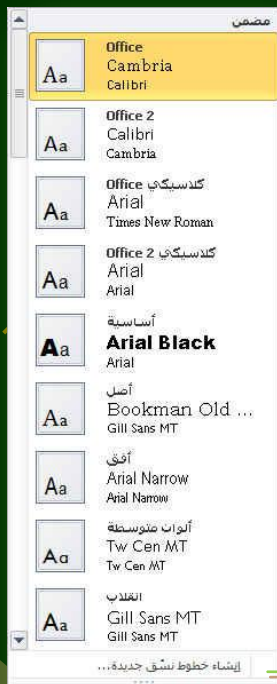 مضمن
Office
Aa
Cambria
Calibri
Office 2
Aa
Calibri
Cambria
Office كلاسيكي
Aa
Arial
Times New Roman
Office 2 كلاسيكي
Aa
Arial
Arial
أساسية
Aa
Arial Black
Arial
أصل
Aa
Bookman Old ...
Gill Sans MT
أفق
Aa
Arial Narrow
Arial Narrow
ألوان متوسطة
Aa
Tw Cen MT
Tw Cen MT
انقلاب
Aa
Gill Sans MT
Gill Sans MT
إنشاء خطوط نسّق جديدة...